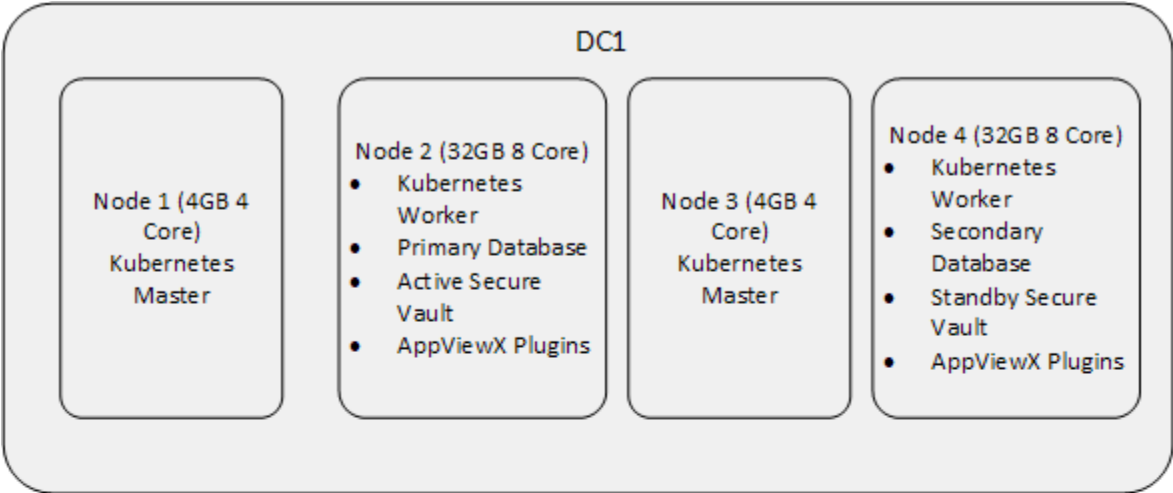 DC1
Node 1 (4GB 4
Core)
Kubernetes
Master
Node 2 (32GB 8 Core)
• Kubernetes
Worker
• Primary Database
• Active Secure
Vault
• AppViewX Plugins
Node 3 (4GB 4
Core)
Kubernetes
Master
Node 4 (32GB 8 Core)
• Kubernetes
Worker
• Secondary
Database
• Standby Secure
Vault
• AppViewX Plugins